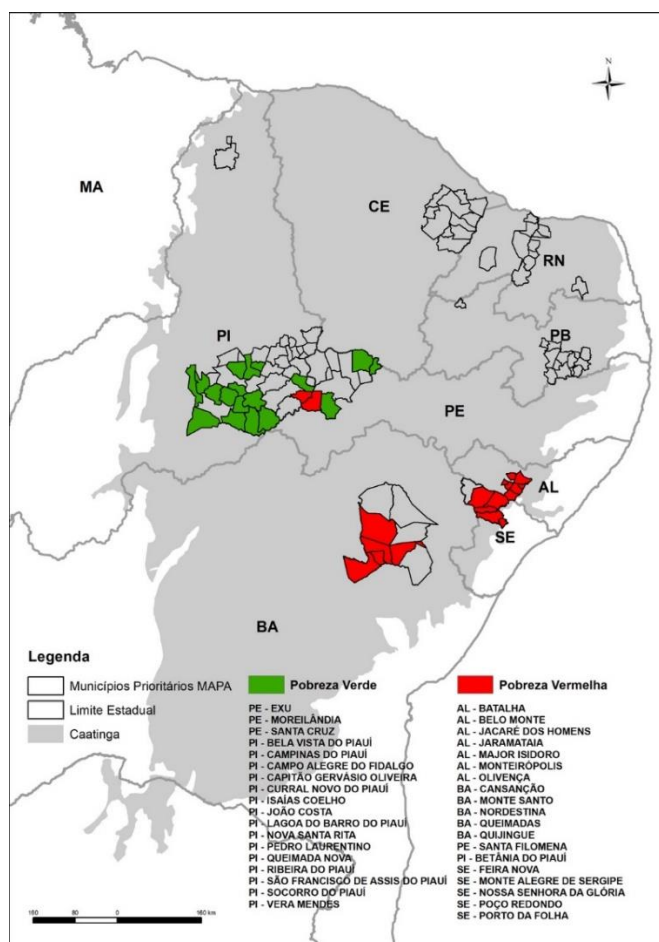 N
MA
CE
RN
PI
PB
PE
AL
SE
BA
Legenda
Municípios Prioritários MAPA
Limite Estadual
Caatinga
Pobreza Verde
PE - EXU
PE - MOREILÂNDIA
PE - SANTA CRUZ
PI - BELA VISTA DO PIAUÍ
PI - CAMPINAS DO PIAUÍ
PI - CAMPO ALEGRE DO FIDALGO
PI - CAPITÃO GERVÁSIO OLIVEIRA
PI - CURRAL NOVO DO PIAUÍ
PI - ISAÍAS COELHO
PI - JOÃO COSTA
PI - LAGOA DO BARRO DO PIAUÍ
PI - NOVA SANTA RITA
PI - PEDRO LAURENTINO
PI - QUEIMADA NOVA
PI - RIBEIRA DO PIAUÍ
PI - SÃO FRANCISCO DE ASSIS DO PIAUÍ
PI - SOCORRO DO PIAUÍ
PI - VERA MENDES
Pobreza Vermelha
AL - BATALHA
AL - BELO MONTE
AL - JACARÉ DOS HOMENS
AL - JARAMATAIA
AL - MAJOR ISIDORO
AL - MONTEIRÓPOLIS
AL - OLIVENÇA
BA - CANSANÇÃO
BA - MONTE SANTO
BA - NORDESTINA
BA - QUEIMADAS
BA - QUIJINGUE
PE - SANTA FILOMENA
PI - BETÂNIA DO PIAUÍ
SE - FEIRA NOVA
SE - MONTE ALEGRE DE SERGIPE
SE - NOSSA SENHORA DA GLÓRIA
SE - POÇO REDONDO
SE - PORTO DA FOLHA
160 80 0 160 km